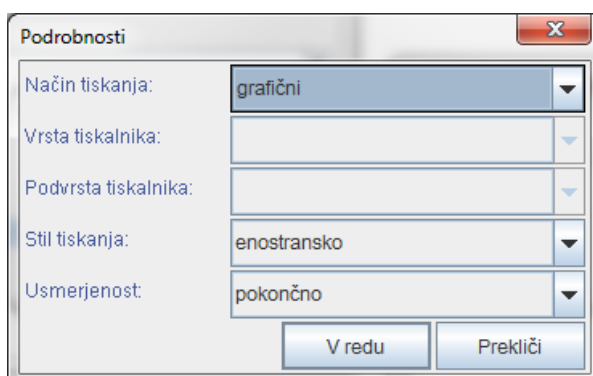 Podrobnosti
Način tiskanja: grafični
Vrsta tiskalnika:
Podvrsta tiskalnika:
Stil tiskanja: enostransko
Usmerjenost: pokončno
V redu Prekliči